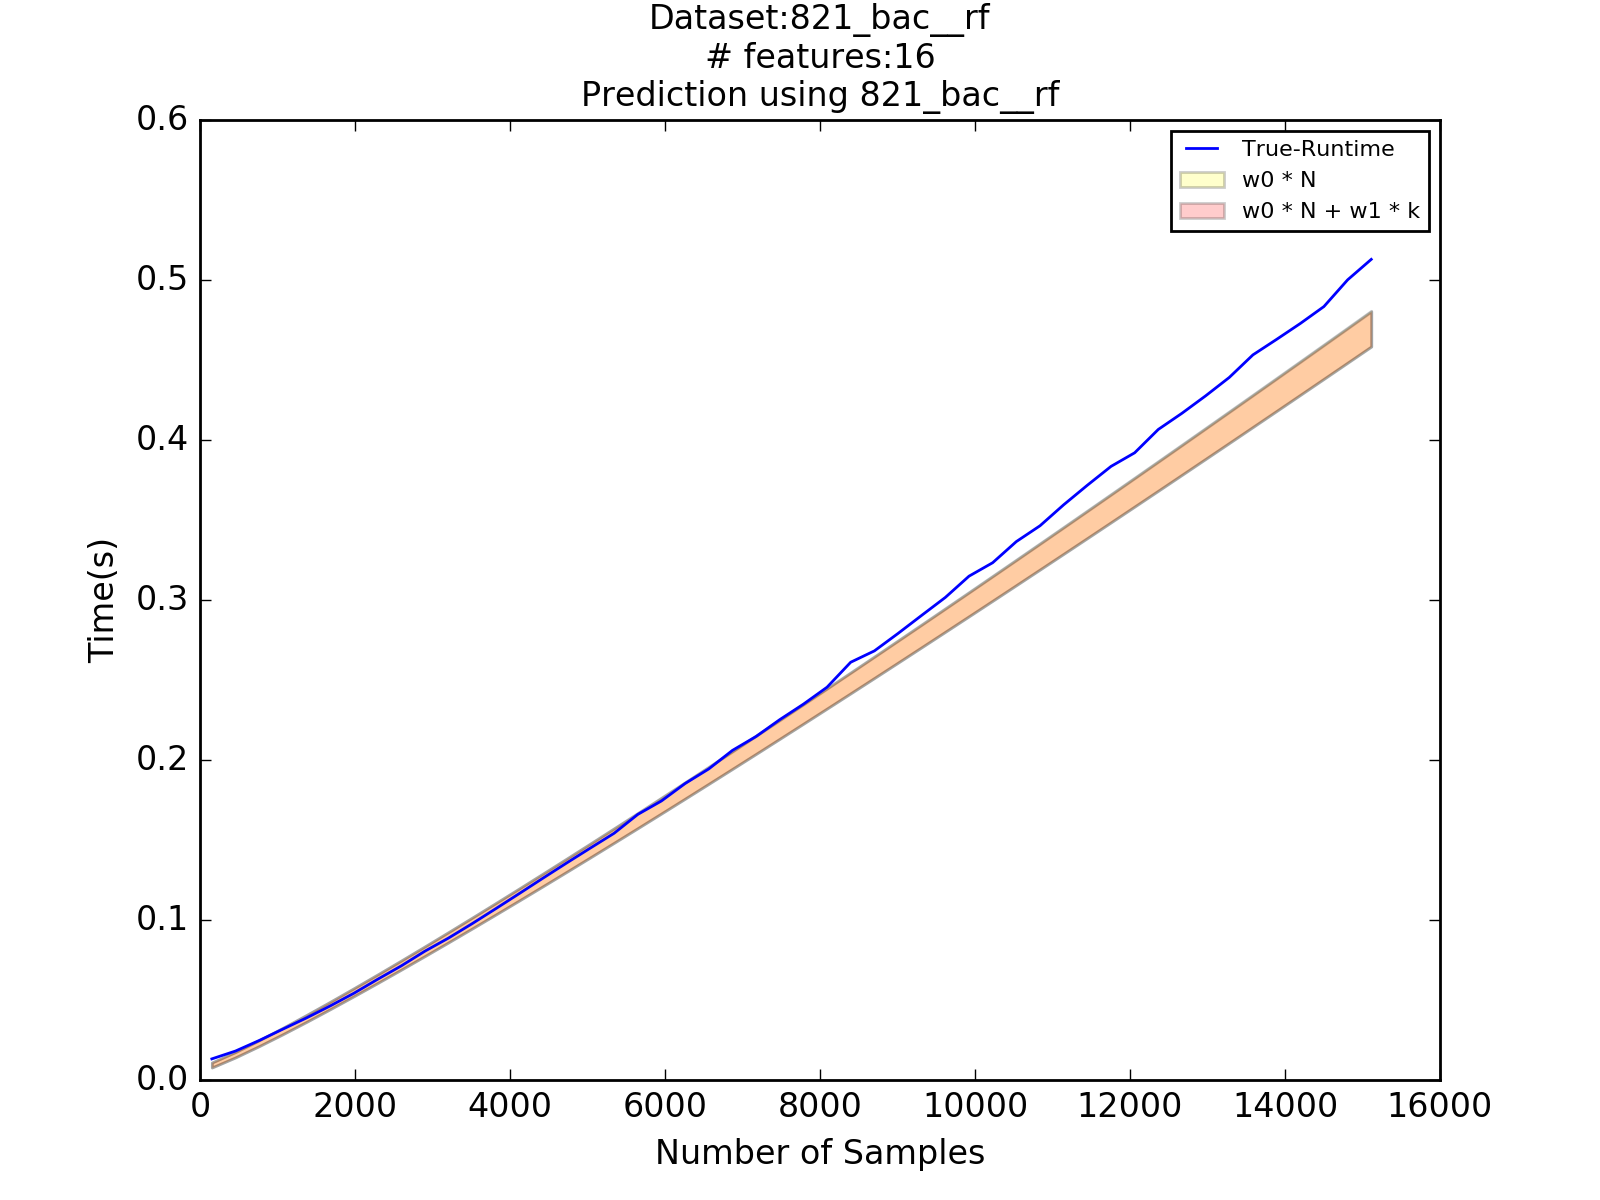 Dataset:821_bac__rf
# features:16
Prediction using 821_bac__rf
True-Runtime
w0 * N
w0 * N + w1 * k
0.6
0.5
0.4
0.3
0.2
0.1
0.0
Time(s)
0 2000 4000 6000 8000 10000 12000 14000 16000
Number of Samples